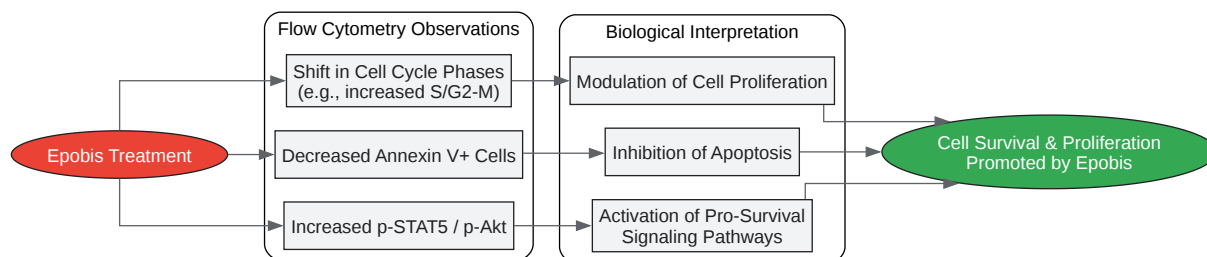 Flow Cytometry Observations
Biological Interpretation
Shift in Cell Cycle Phases
(e.g., increased S/G2-M)
Modulation of Cell Proliferation
Epobis Treatment
Decreased Annexin V+ Cells
Inhibition of Apoptosis
Cell Survival & Proliferation
Promoted by Epobis
Increased p-STAT5 / p-Akt
Activation of Pro-Survival
Signaling Pathways